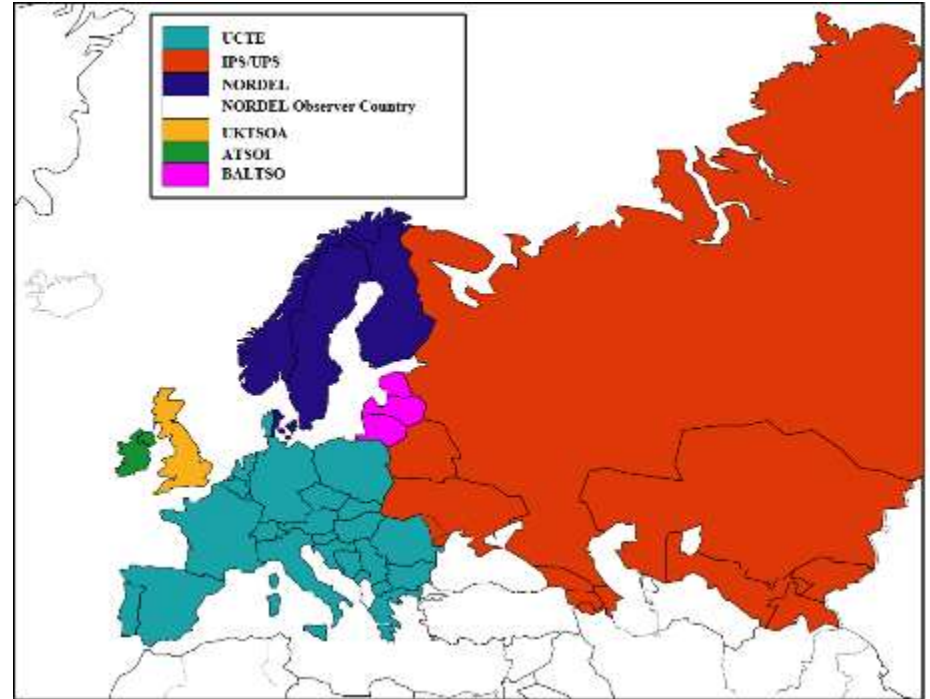 UCTE
IPS/UPS
NORDEL
NORDEL Observer Country
UKTSOA
ATSOI
BALTSO